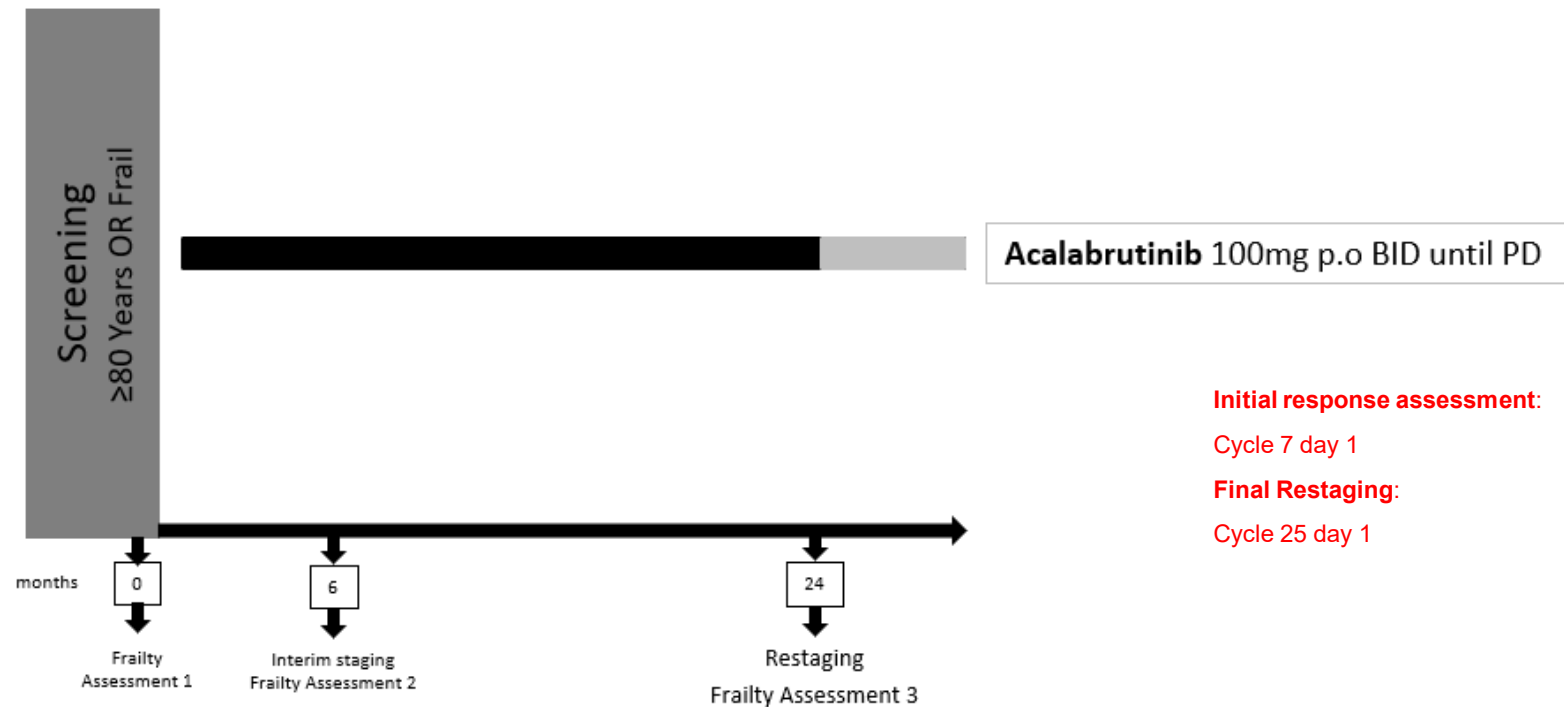 Screening
≥80 Years OR Frail
Acalabrutinib 100mg p.o BID until PD
Initial response assessment:
Cycle 7 day 1
Final Restaging:
Cycle 25 day 1
months
0
6
24
Frailty
Assessment 1
Interim staging
Frailty Assessment 2
Restaging
Frailty Assessment 3